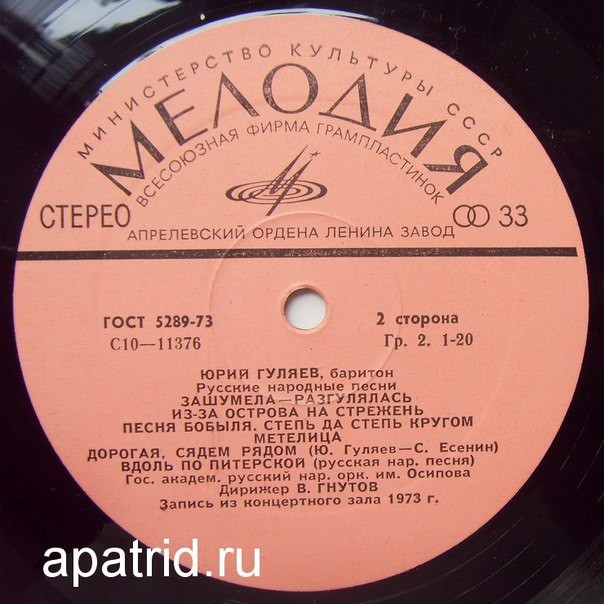 МИНИСТЕРСТВО КУЛЬТУРЫ СССР
МЕЛОДИЯ
ВСЕСОЮЗНАЯ ФИРМА ГРАМПЛАСТИНОК
СТЕРЕО 33
АПРЕЛЕВСКИЙ ОРДЕНА ЛЕНИНА ЗАВОД
ГОСТ 5289-73 2 сторона
С10—11376 Гр. 2. 1-20
ЮРИЙ ГУЛЯЕВ, баритон
Русские народные песни
ЗАШУМЕЛА—РАЗГУЛЯЛАСЬ
ИЗ-ЗА ОСТРОВА НА СТРЕЖЕНЬ
ПЕСНЯ БОБЫЛЯ. СТЕПЬ ДА СТЕПЬ КРУГОМ
МЕТЕЛИЦА
ДОРОГАЯ, СЯДЕМ РЯДОМ (Ю. Гуляев—С. Есенин)
ВДОЛЬ ПО ПИТЕРСКОЙ (русская нар. песня)
Гос. академ. русский нар. орк. им. Осипова
Дирижер В. ГНУТОВ
Запись из концертного зала 1973 г.
apatrid.ru